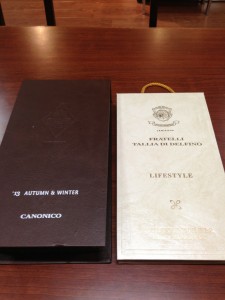 '13 AUTUMN & WINTER
CANONICO
FRATELLI
TALLIA DI DELFINO
LIFESTYLE